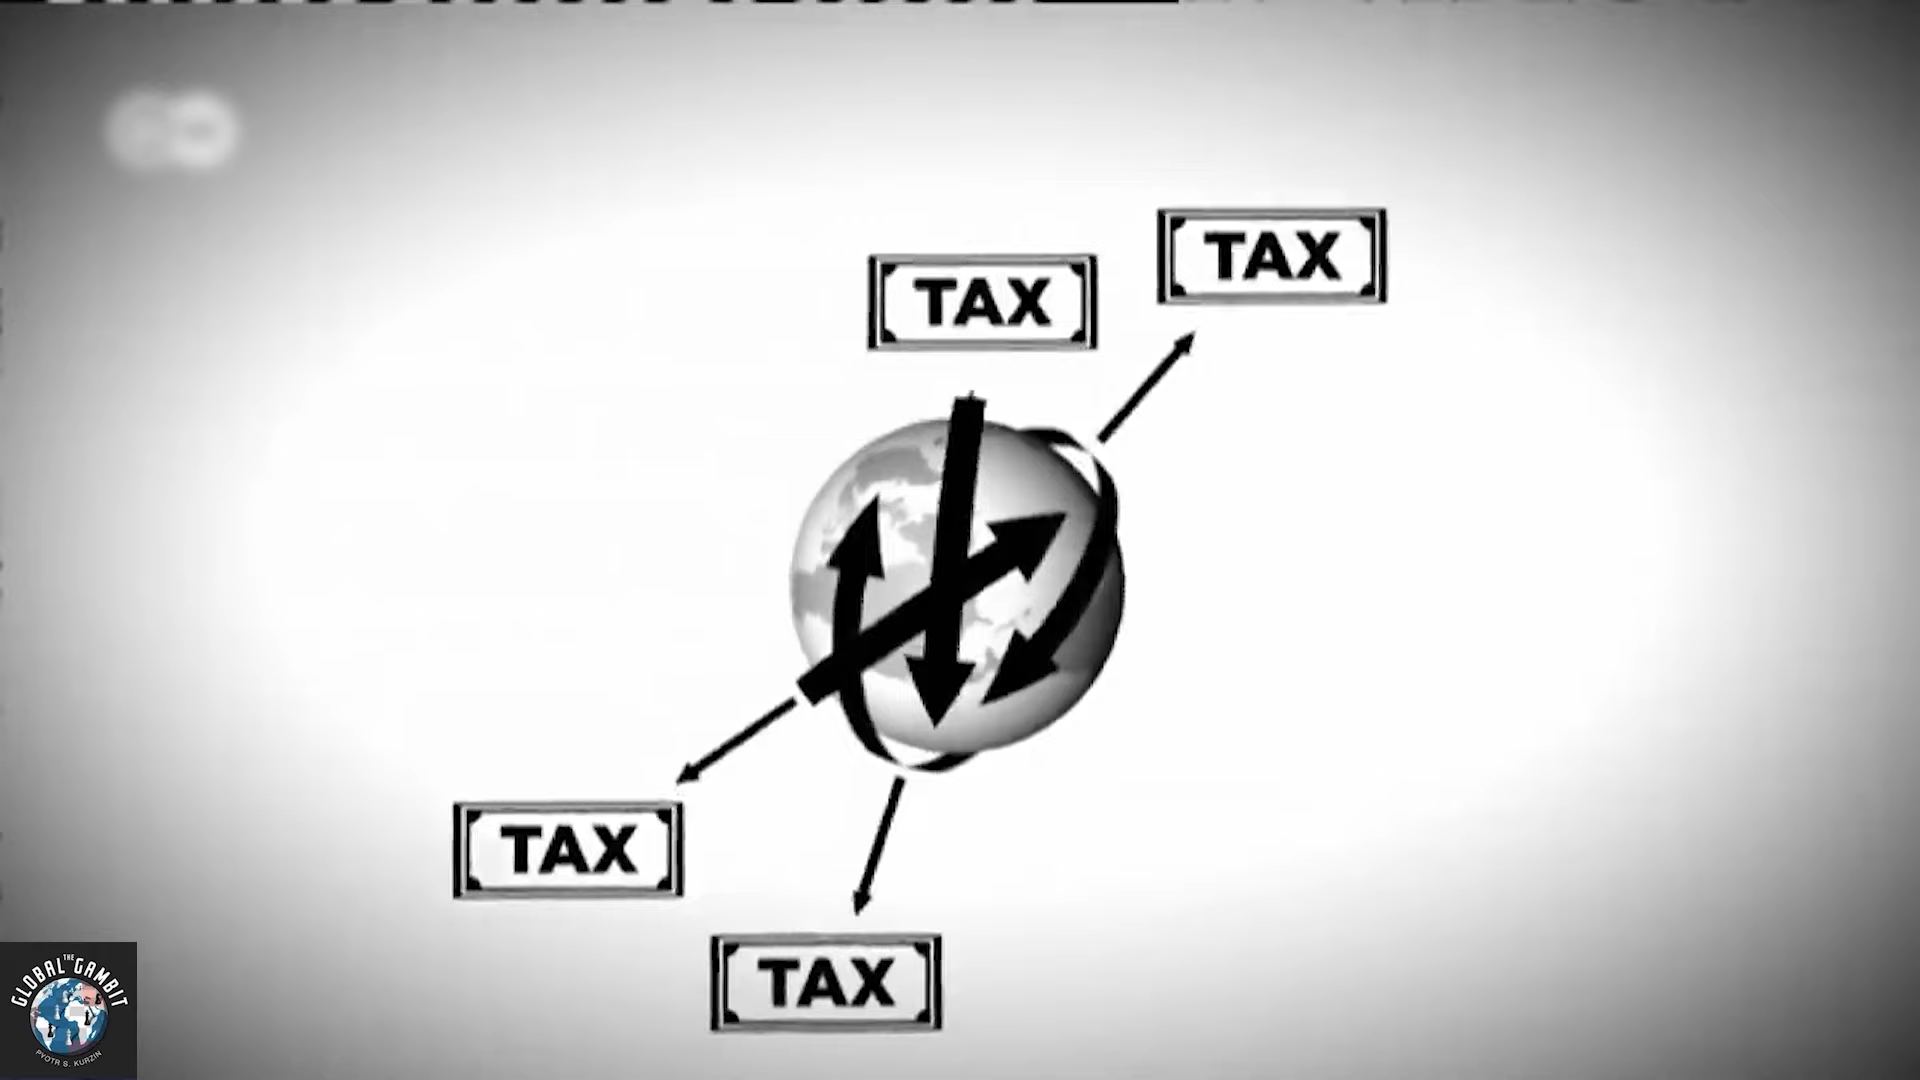 TAX
TAX
TAX
TAX
THE
GLOBAL GAMBIT
PYOTR S. KURZIN